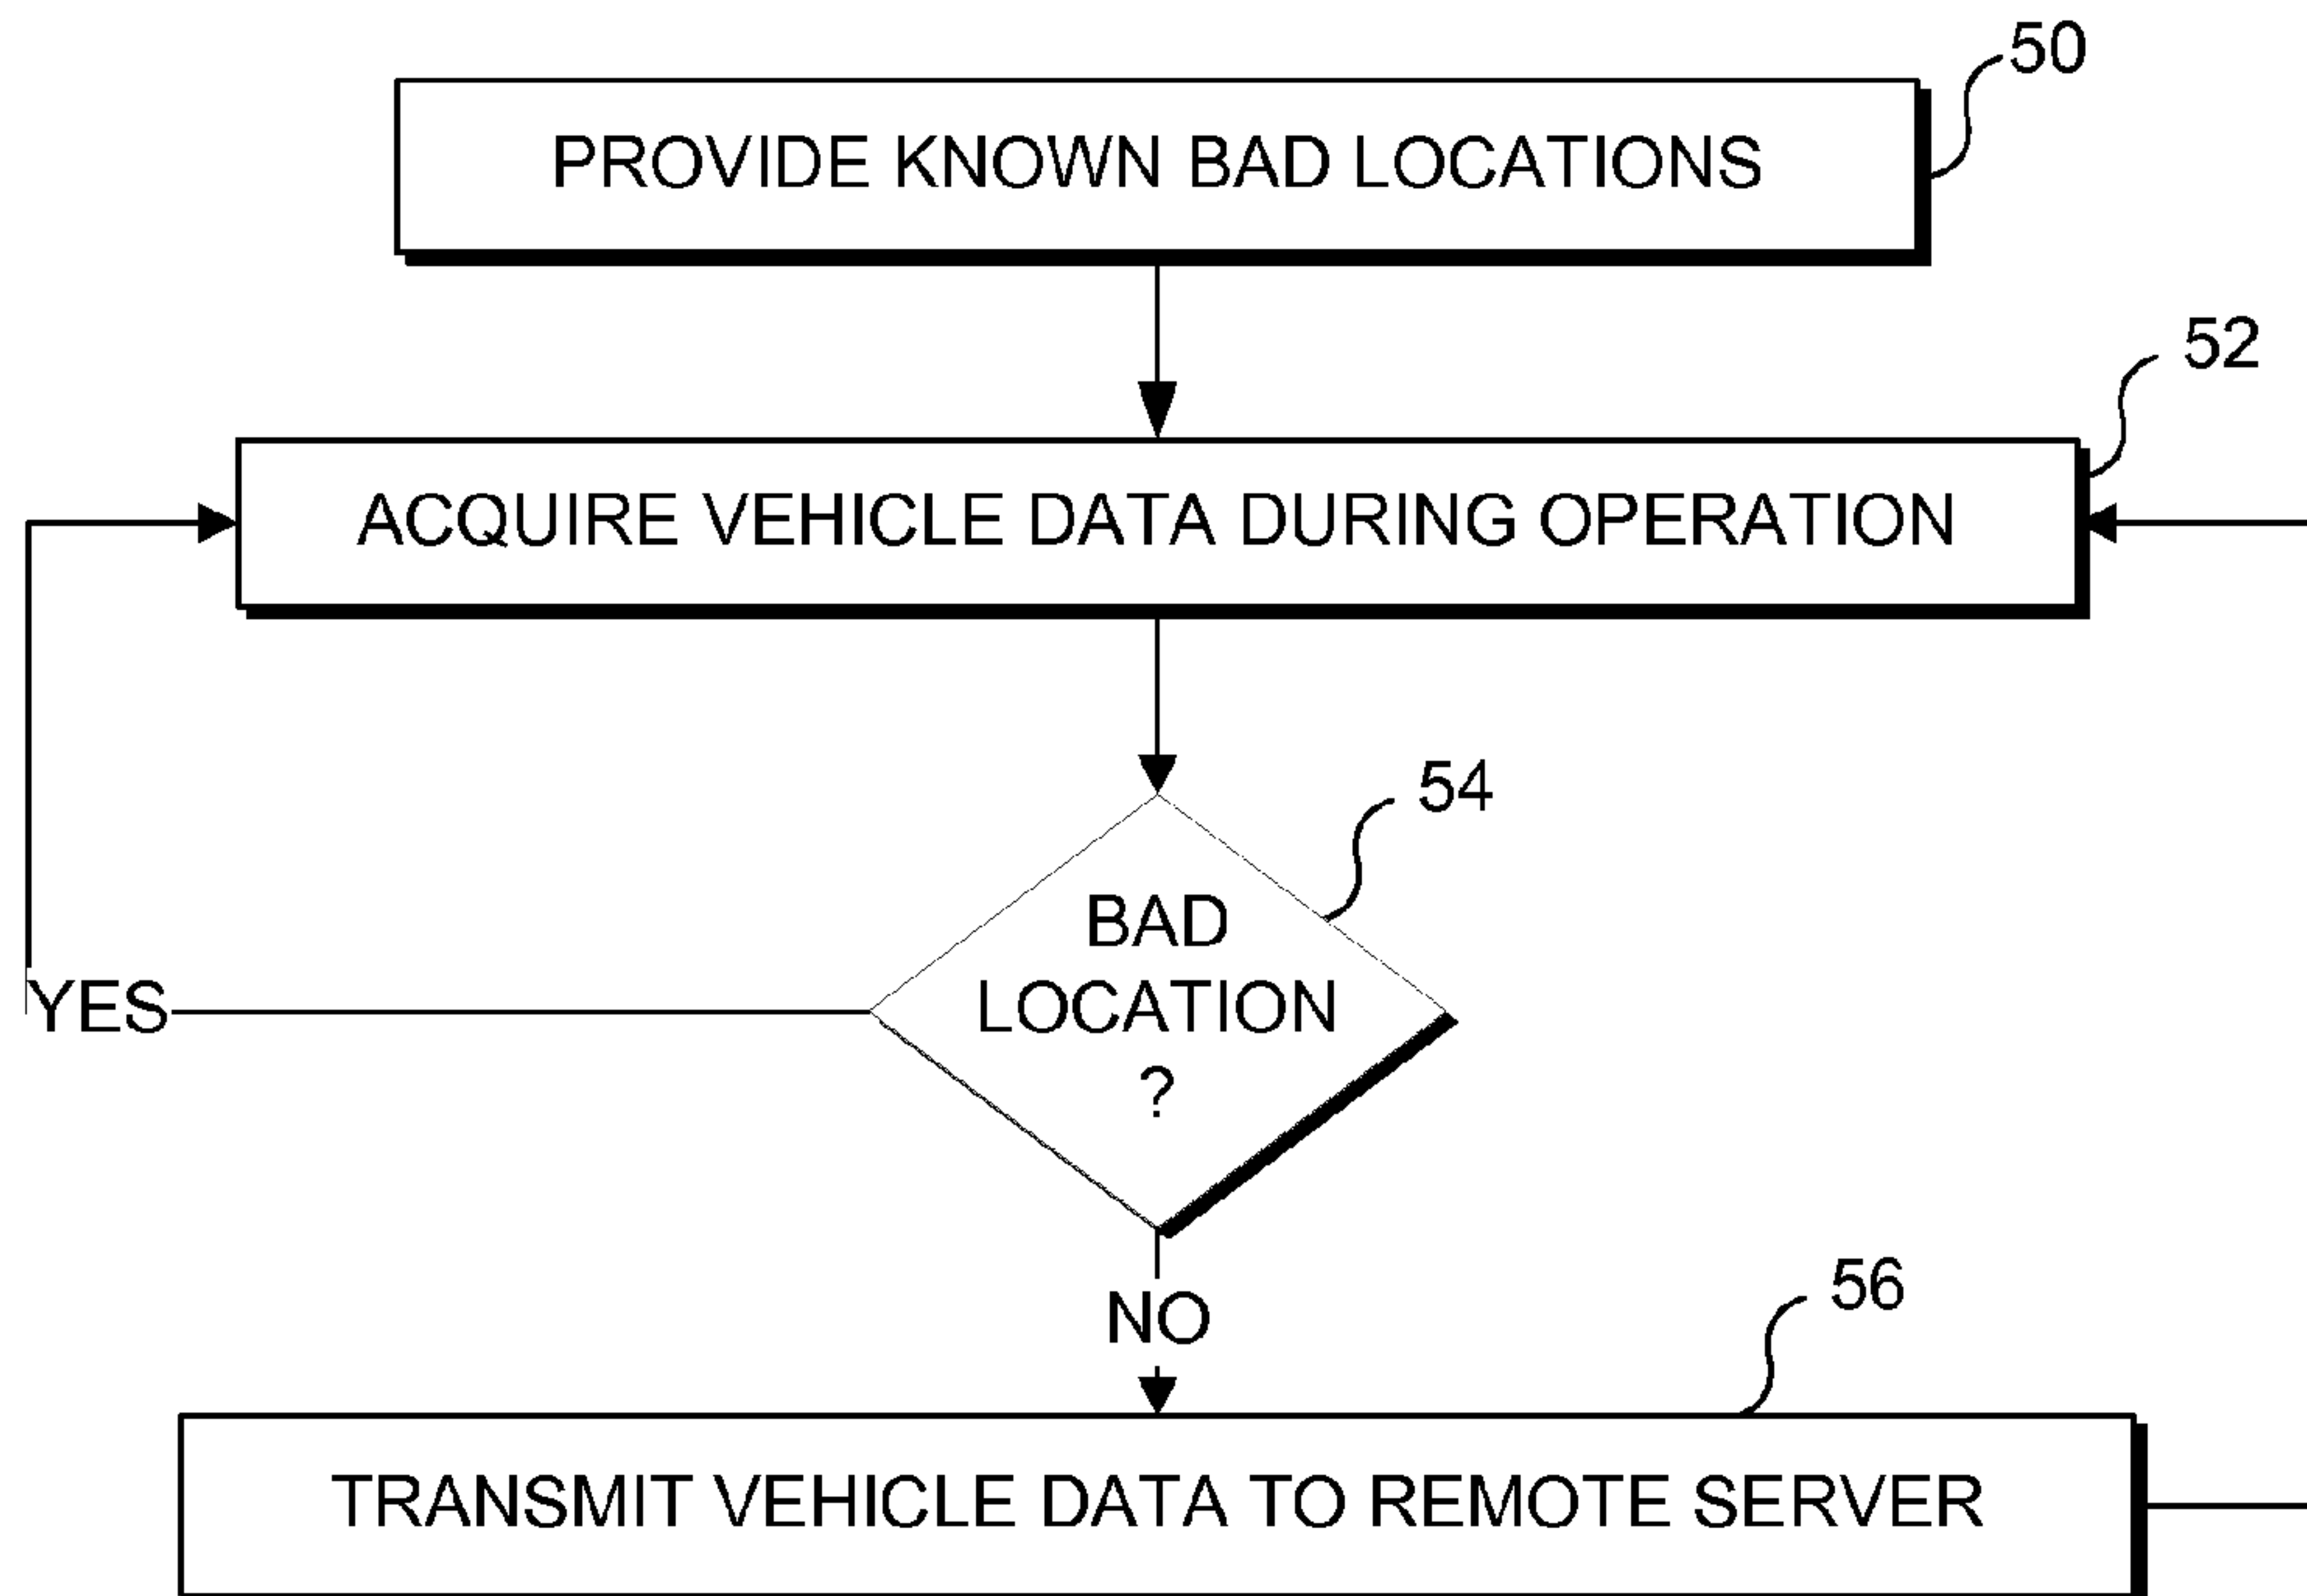 50
PROVIDE KNOWN BAD LOCATIONS
52
ACQUIRE VEHICLE DATA DURING OPERATION
54
BAD
LOCATION
?
YES
NO
56
TRANSMIT VEHICLE DATA TO REMOTE SERVER